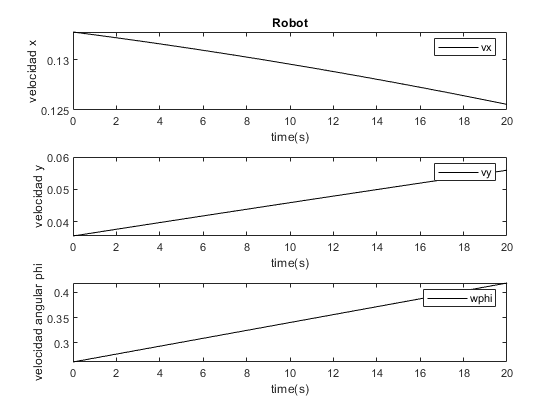 Robot
velocidad x
0.13
0.125
vx
0 2 4 6 8 10 12 14 16 18 20
time(s)
velocidad y
0.06
0.05
0.04
vy
0 2 4 6 8 10 12 14 16 18 20
time(s)
velocidad angular phi
0.4
0.35
0.3
wphi
0 2 4 6 8 10 12 14 16 18 20
time(s)